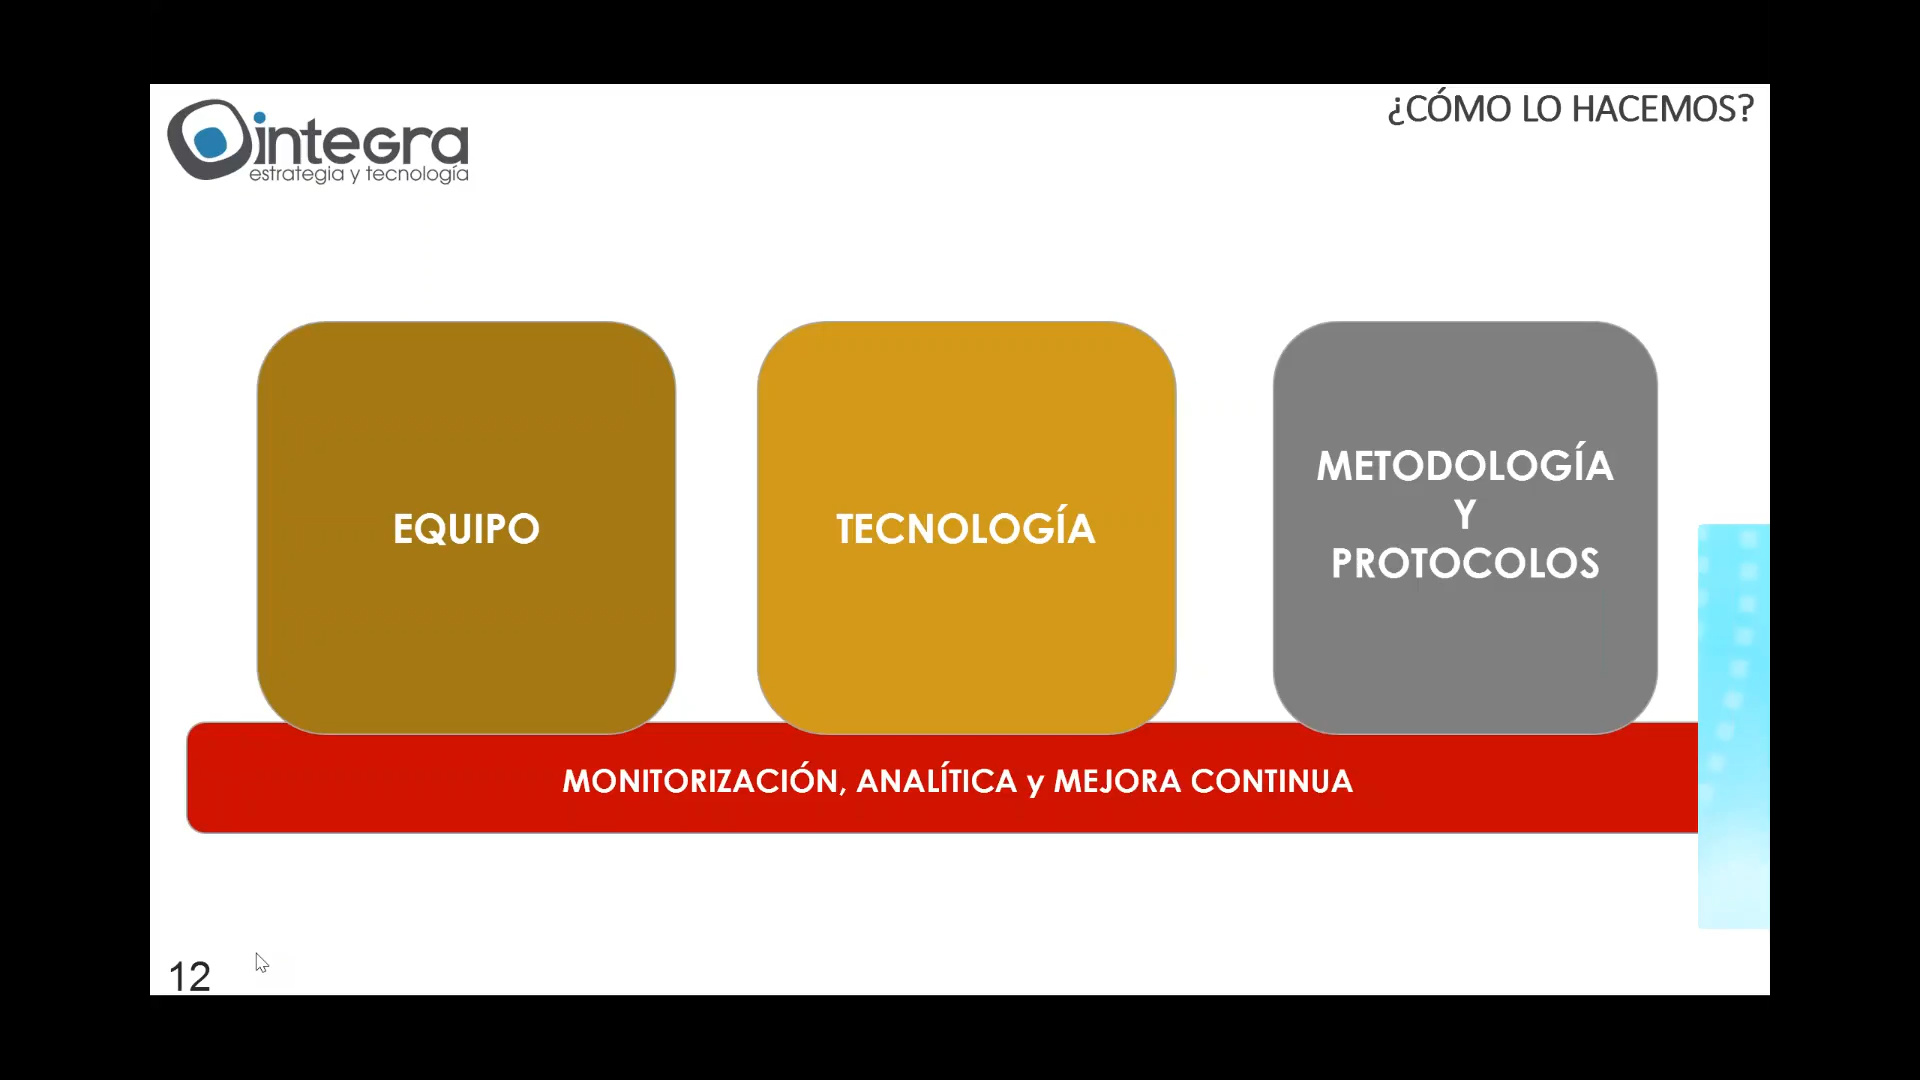 integra
estrategia y tecnología
¿CÓMO LO HACEMOS?
EQUIPO
TECNOLOGÍA
METODOLOGÍA
Y
PROTOCOLOS
MONITORIZACIÓN, ANALÍTICA y MEJORA CONTINUA
12